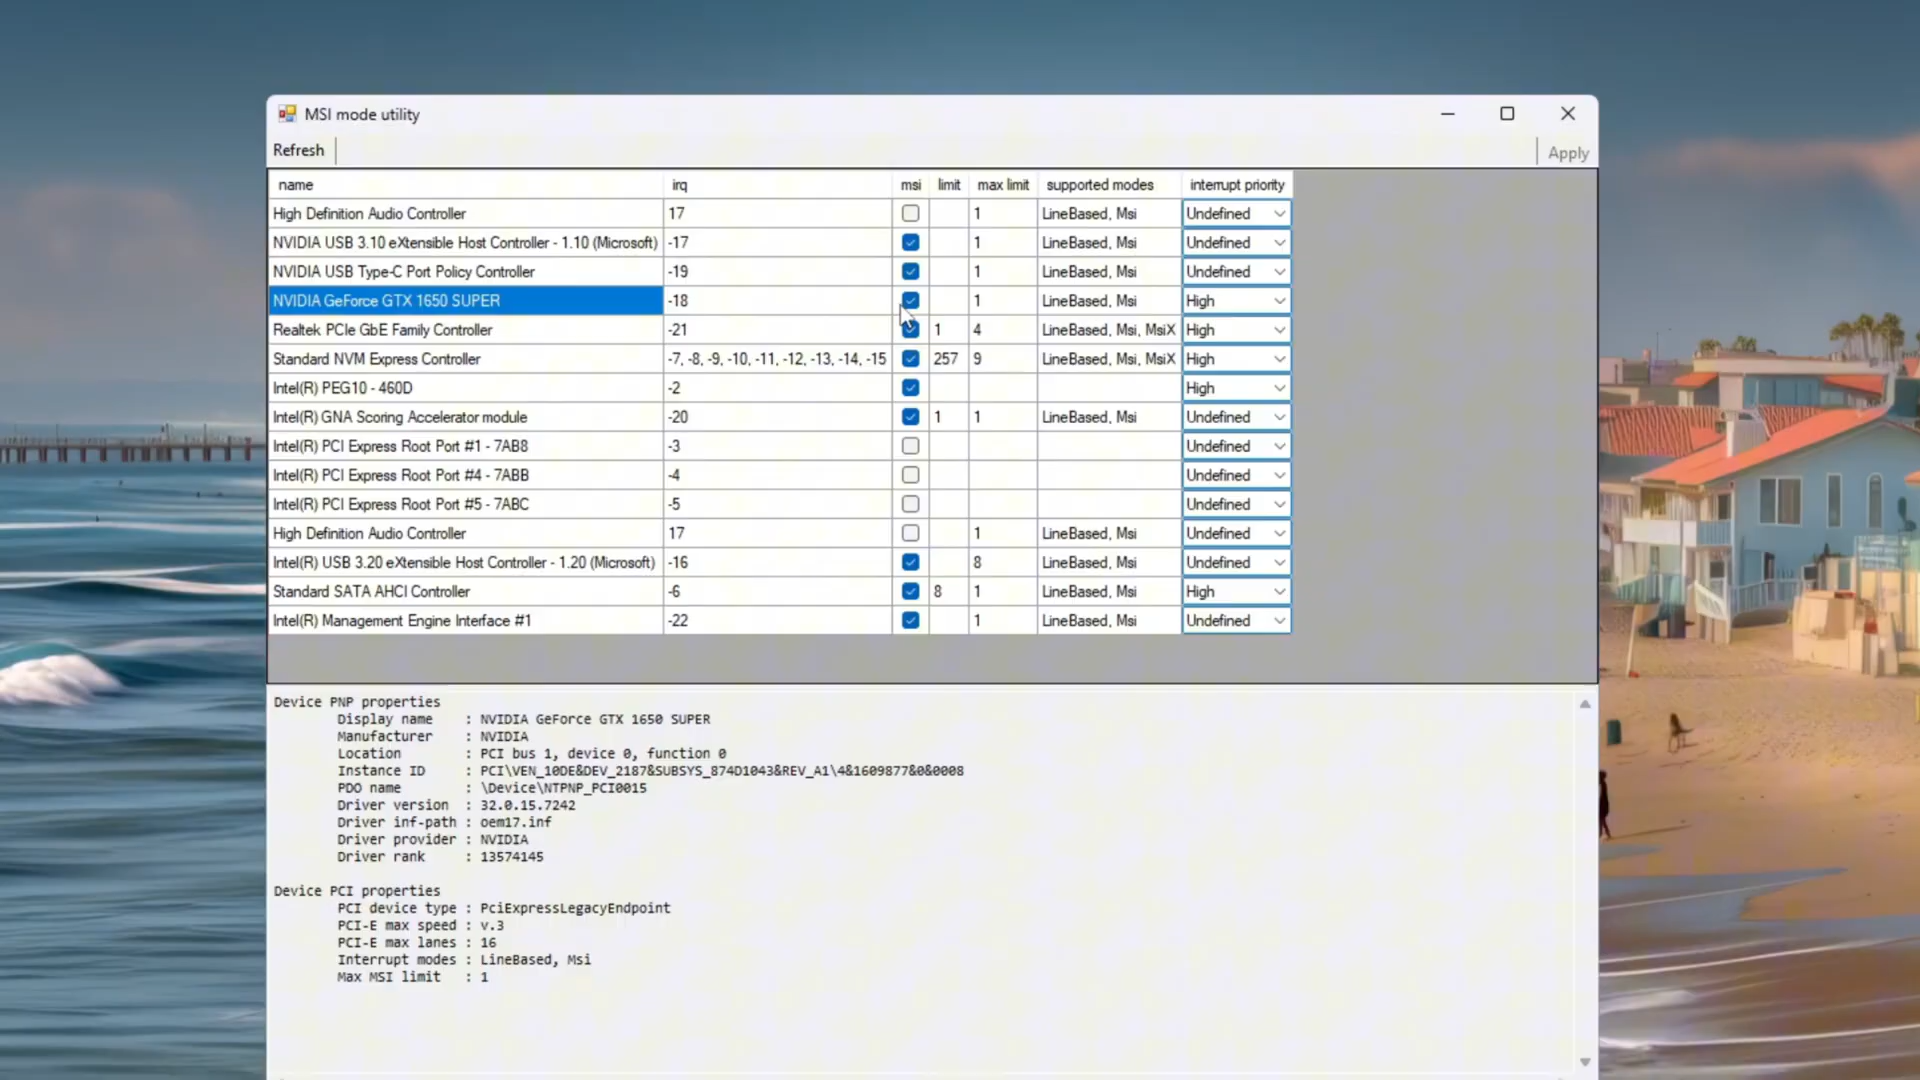 MSI mode utility
Refresh
Apply
name irq msi limit max limit supported modes interrupt priority
High Definition Audio Controller 17 1 LineBased, Msi Undefined
NVIDIA USB 3.10 eXtensible Host Controller - 1.10 (Microsoft) -17 1 LineBased, Msi Undefined
NVIDIA USB Type-C Port Policy Controller -19 1 LineBased, Msi Undefined
NVIDIA GeForce GTX 1650 SUPER -18 1 LineBased, Msi High
Realtek PCIe GbE Family Controller -21 1 4 LineBased, Msi, MsiX High
Standard NVM Express Controller -7, -8, -9, -10, -11, -12, -13, -14, -15 257 9 LineBased, Msi, MsiX High
Intel(R) PEG10 - 460D -2 High
Intel(R) GNA Scoring Accelerator module -20 1 1 LineBased, Msi Undefined
Intel(R) PCI Express Root Port #1 - 7AB8 -3 Undefined
Intel(R) PCI Express Root Port #4 - 7ABB -4 Undefined
Intel(R) PCI Express Root Port #5 - 7ABC -5 Undefined
High Definition Audio Controller 17 1 LineBased, Msi Undefined
Intel(R) USB 3.20 eXtensible Host Controller - 1.20 (Microsoft) -16 8 LineBased, Msi Undefined
Standard SATA AHCI Controller -6 8 1 LineBased, Msi High
Intel(R) Management Engine Interface #1 -22 1 LineBased, Msi Undefined
Device PNP properties
Display name : NVIDIA GeForce GTX 1650 SUPER
Manufacturer : NVIDIA
Location : PCI bus 1, device 0, function 0
Instance ID : PCI\VEN_10DE&DEV_2187&SUBSYS_874D1043&REV_A1\4&1609877&0&0008
PDO name : \Device\NTPNP_PCI0015
Driver version : 32.0.15.7242
Driver inf-path : oem17.inf
Driver provider : NVIDIA
Driver rank : 13574145
Device PCI properties
PCI device type : PciExpressLegacyEndpoint
PCI-E max speed : v.3
PCI-E max lanes : 16
Interrupt modes : LineBased, Msi
Max MSI limit : 1